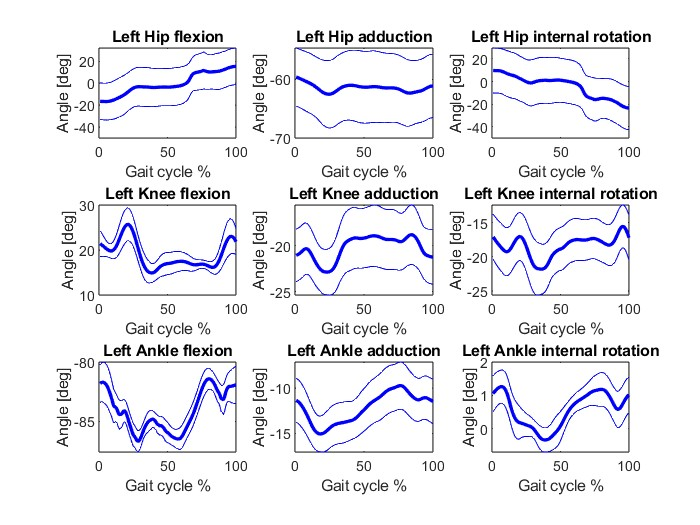 Left Hip flexion
Angle [deg]
20
0
-20
-40
0
50
100
Gait cycle %
Left Hip adduction
-60
-70
0
50
100
Gait cycle %
Left Hip internal rotation
Angle [deg]
20
0
-20
-40
0
50
100
Gait cycle %
Left Knee flexion
Angle [deg]
30
20
10
0
50
100
Gait cycle %
Left Knee adduction
Angle [deg]
-20
-25
0
50
100
Gait cycle %
Left Knee internal rotation
Angle [deg]
-15
-20
-25
0
50
100
Gait cycle %
Left Ankle flexion
Angle [deg]
-80
-85
0
50
100
Gait cycle %
Left Ankle adduction
Angle [deg]
-10
-15
0
50
100
Gait cycle %
Left Ankle internal rotation
Angle [deg]
2
1
0
0
50
100
Gait cycle %